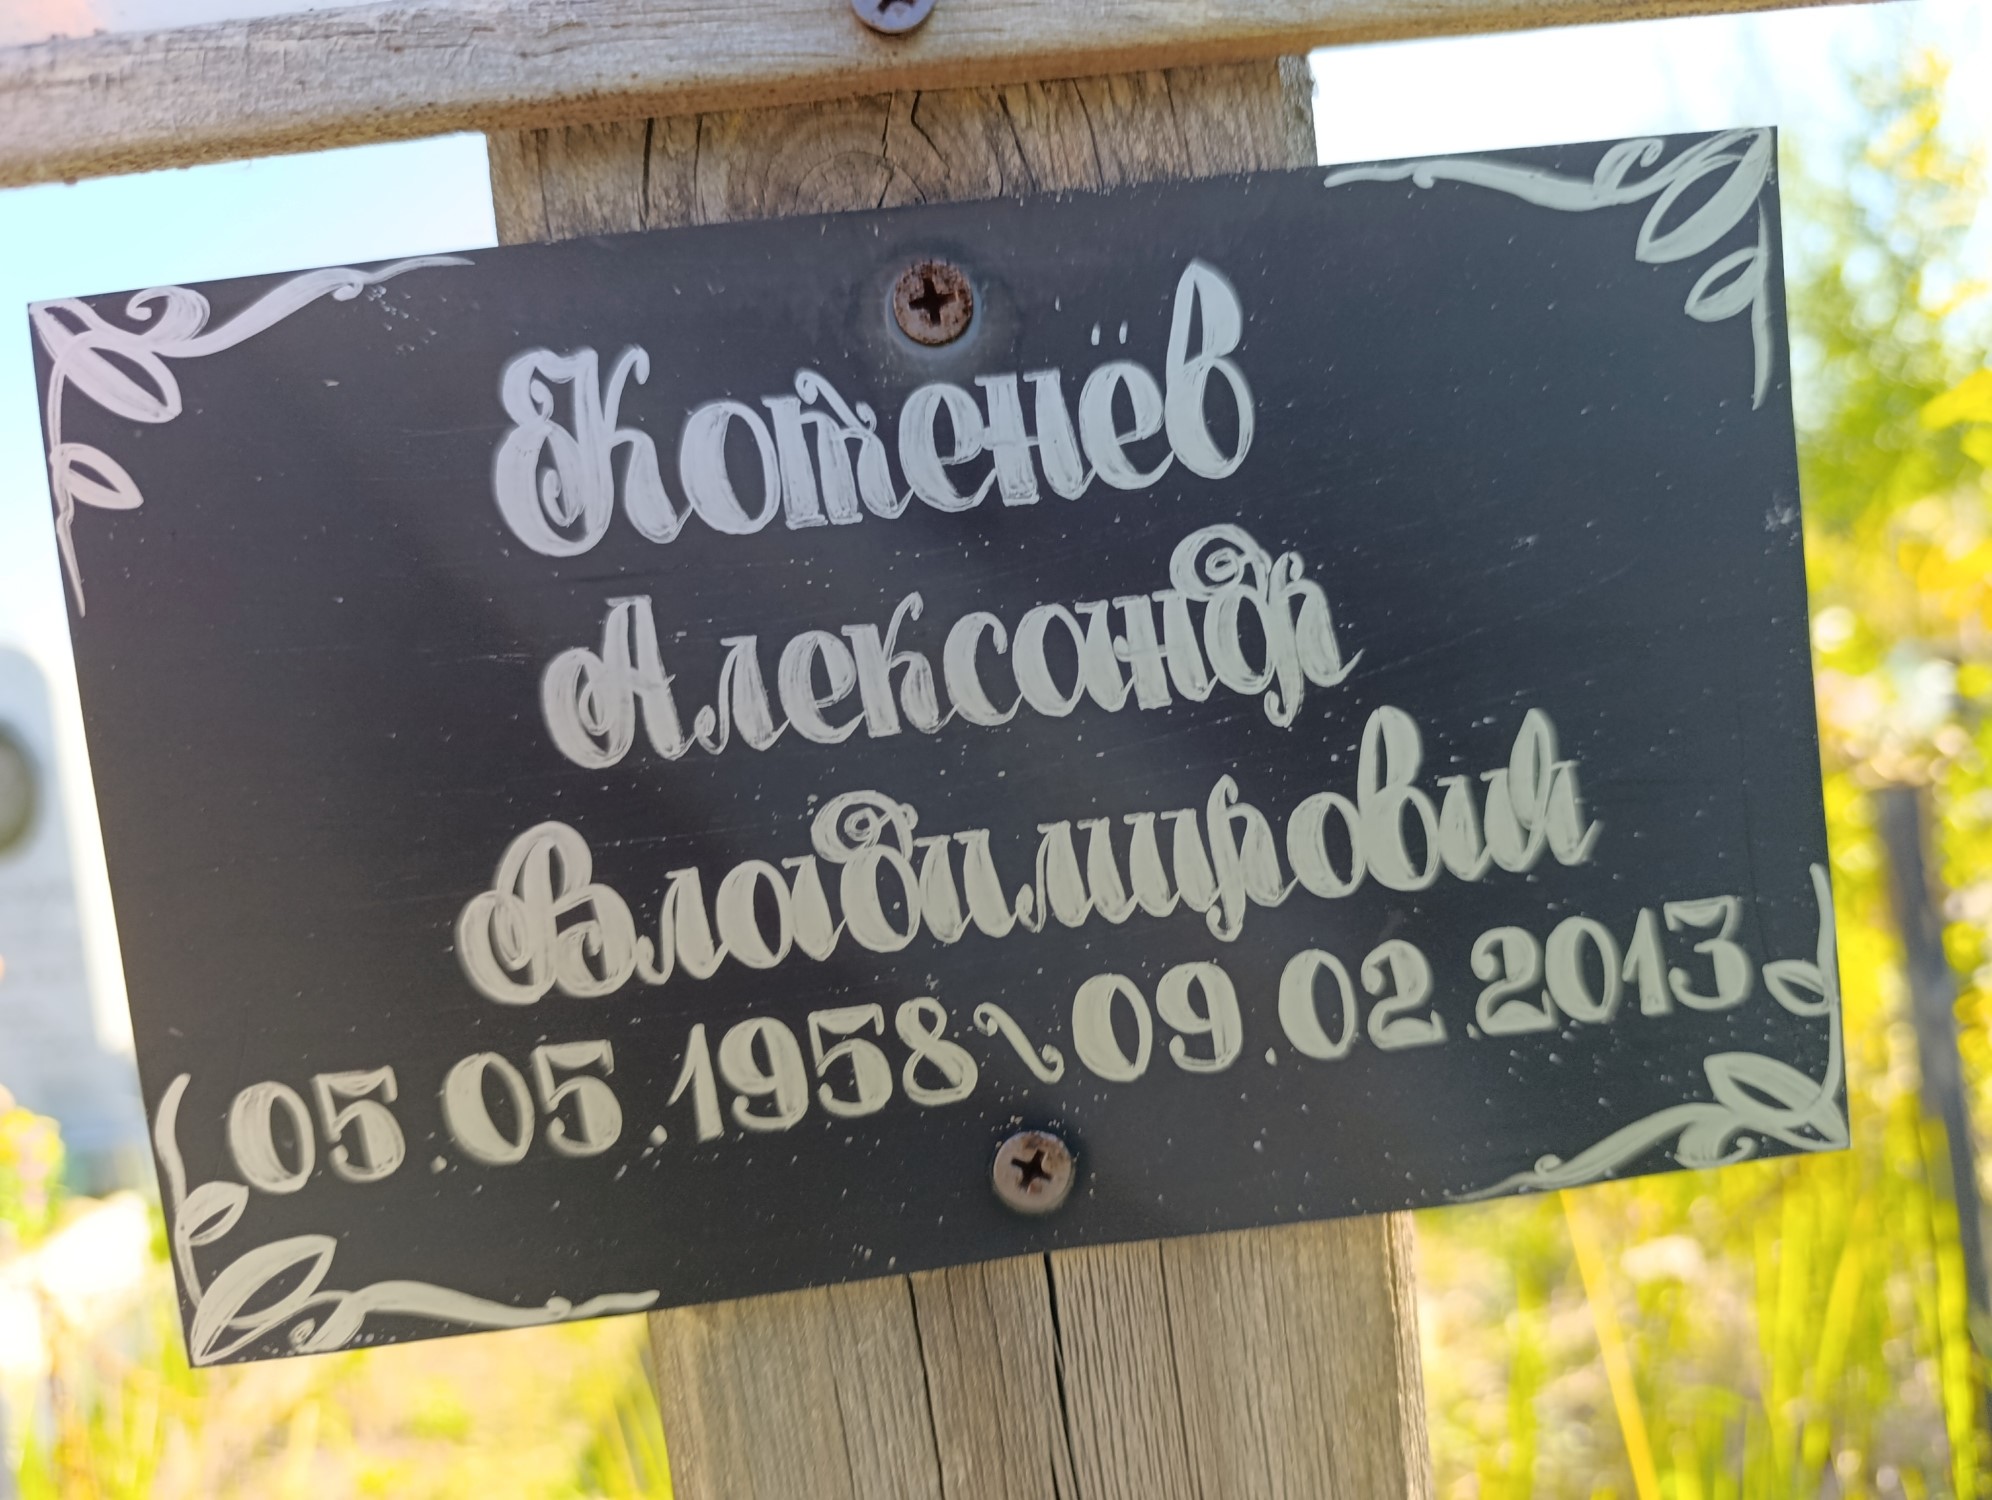 Котенёв
Александр
Владимирович
05.05.1958~09.02.2013